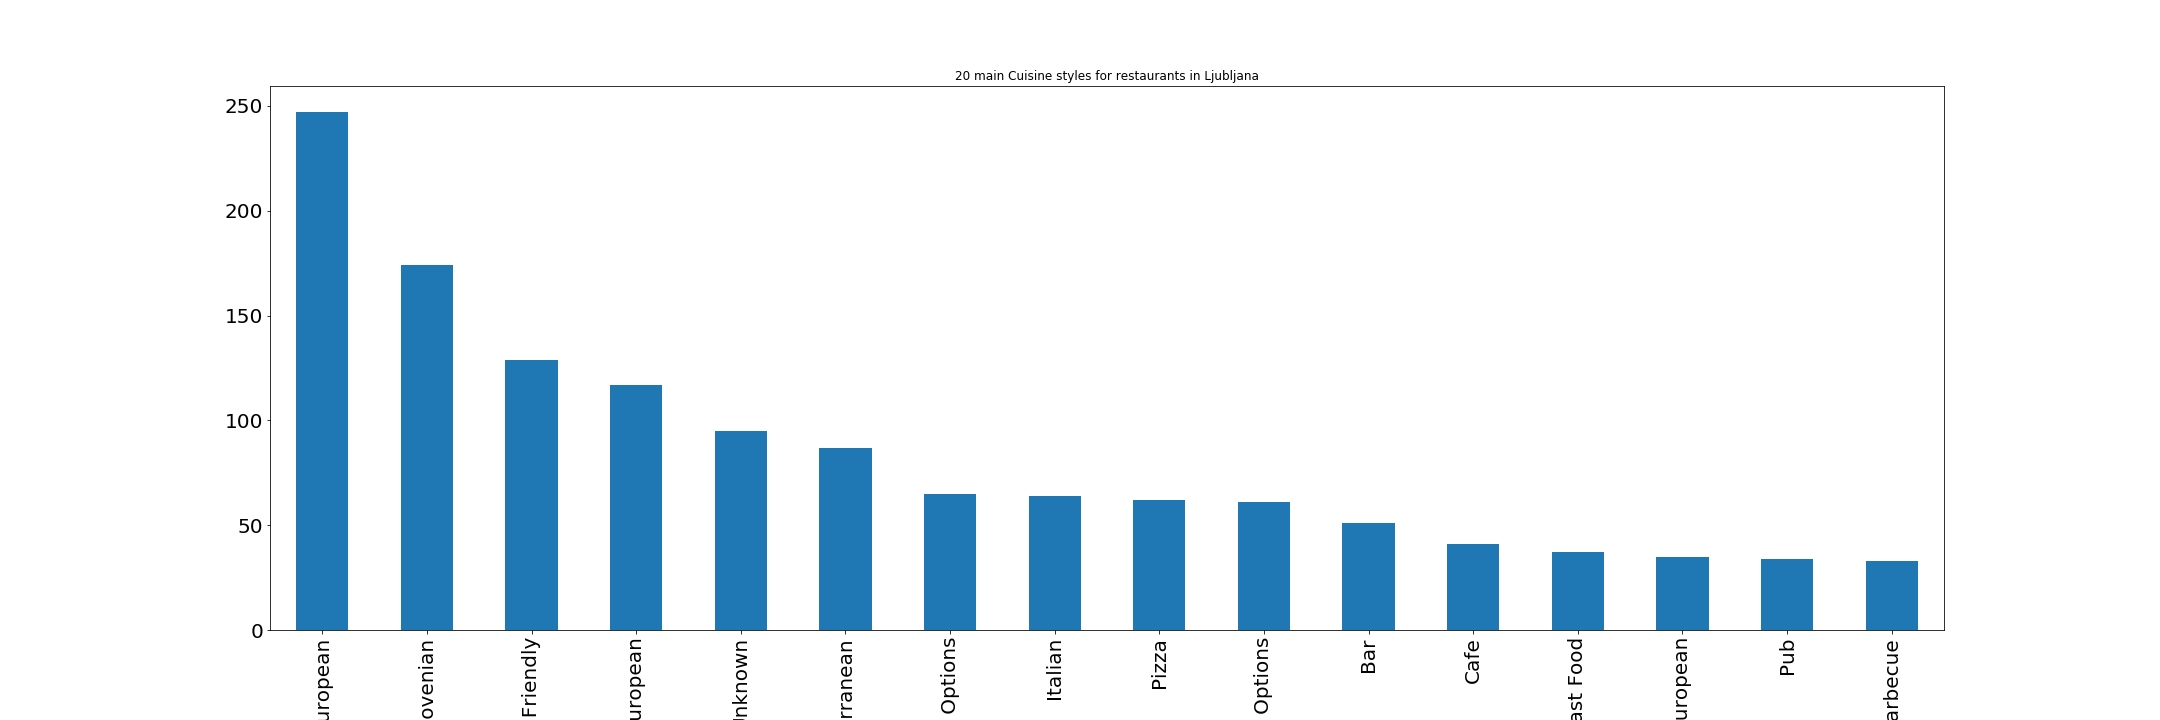 20 main Cuisine styles for restaurants in Ljubljana
250
200
150
100
50
0
uropean
ovenian
Friendly
uropean
nknown
rranean
Options
Italian
Pizza
Options
Bar
Cafe
ast Food
uropean
Pub
arbecue